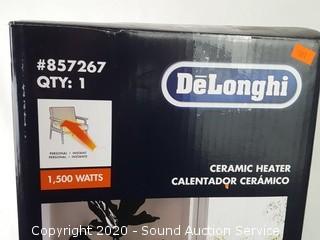 #857267
QTY: 1
DeLonghi
PERSONAL / INSTANT
PERSONAL / INSTANT
1,500 WATTS
CERAMIC HEATER
CALENTADOR CERÁMICO
Copyright 2020 - Sound Auction Service